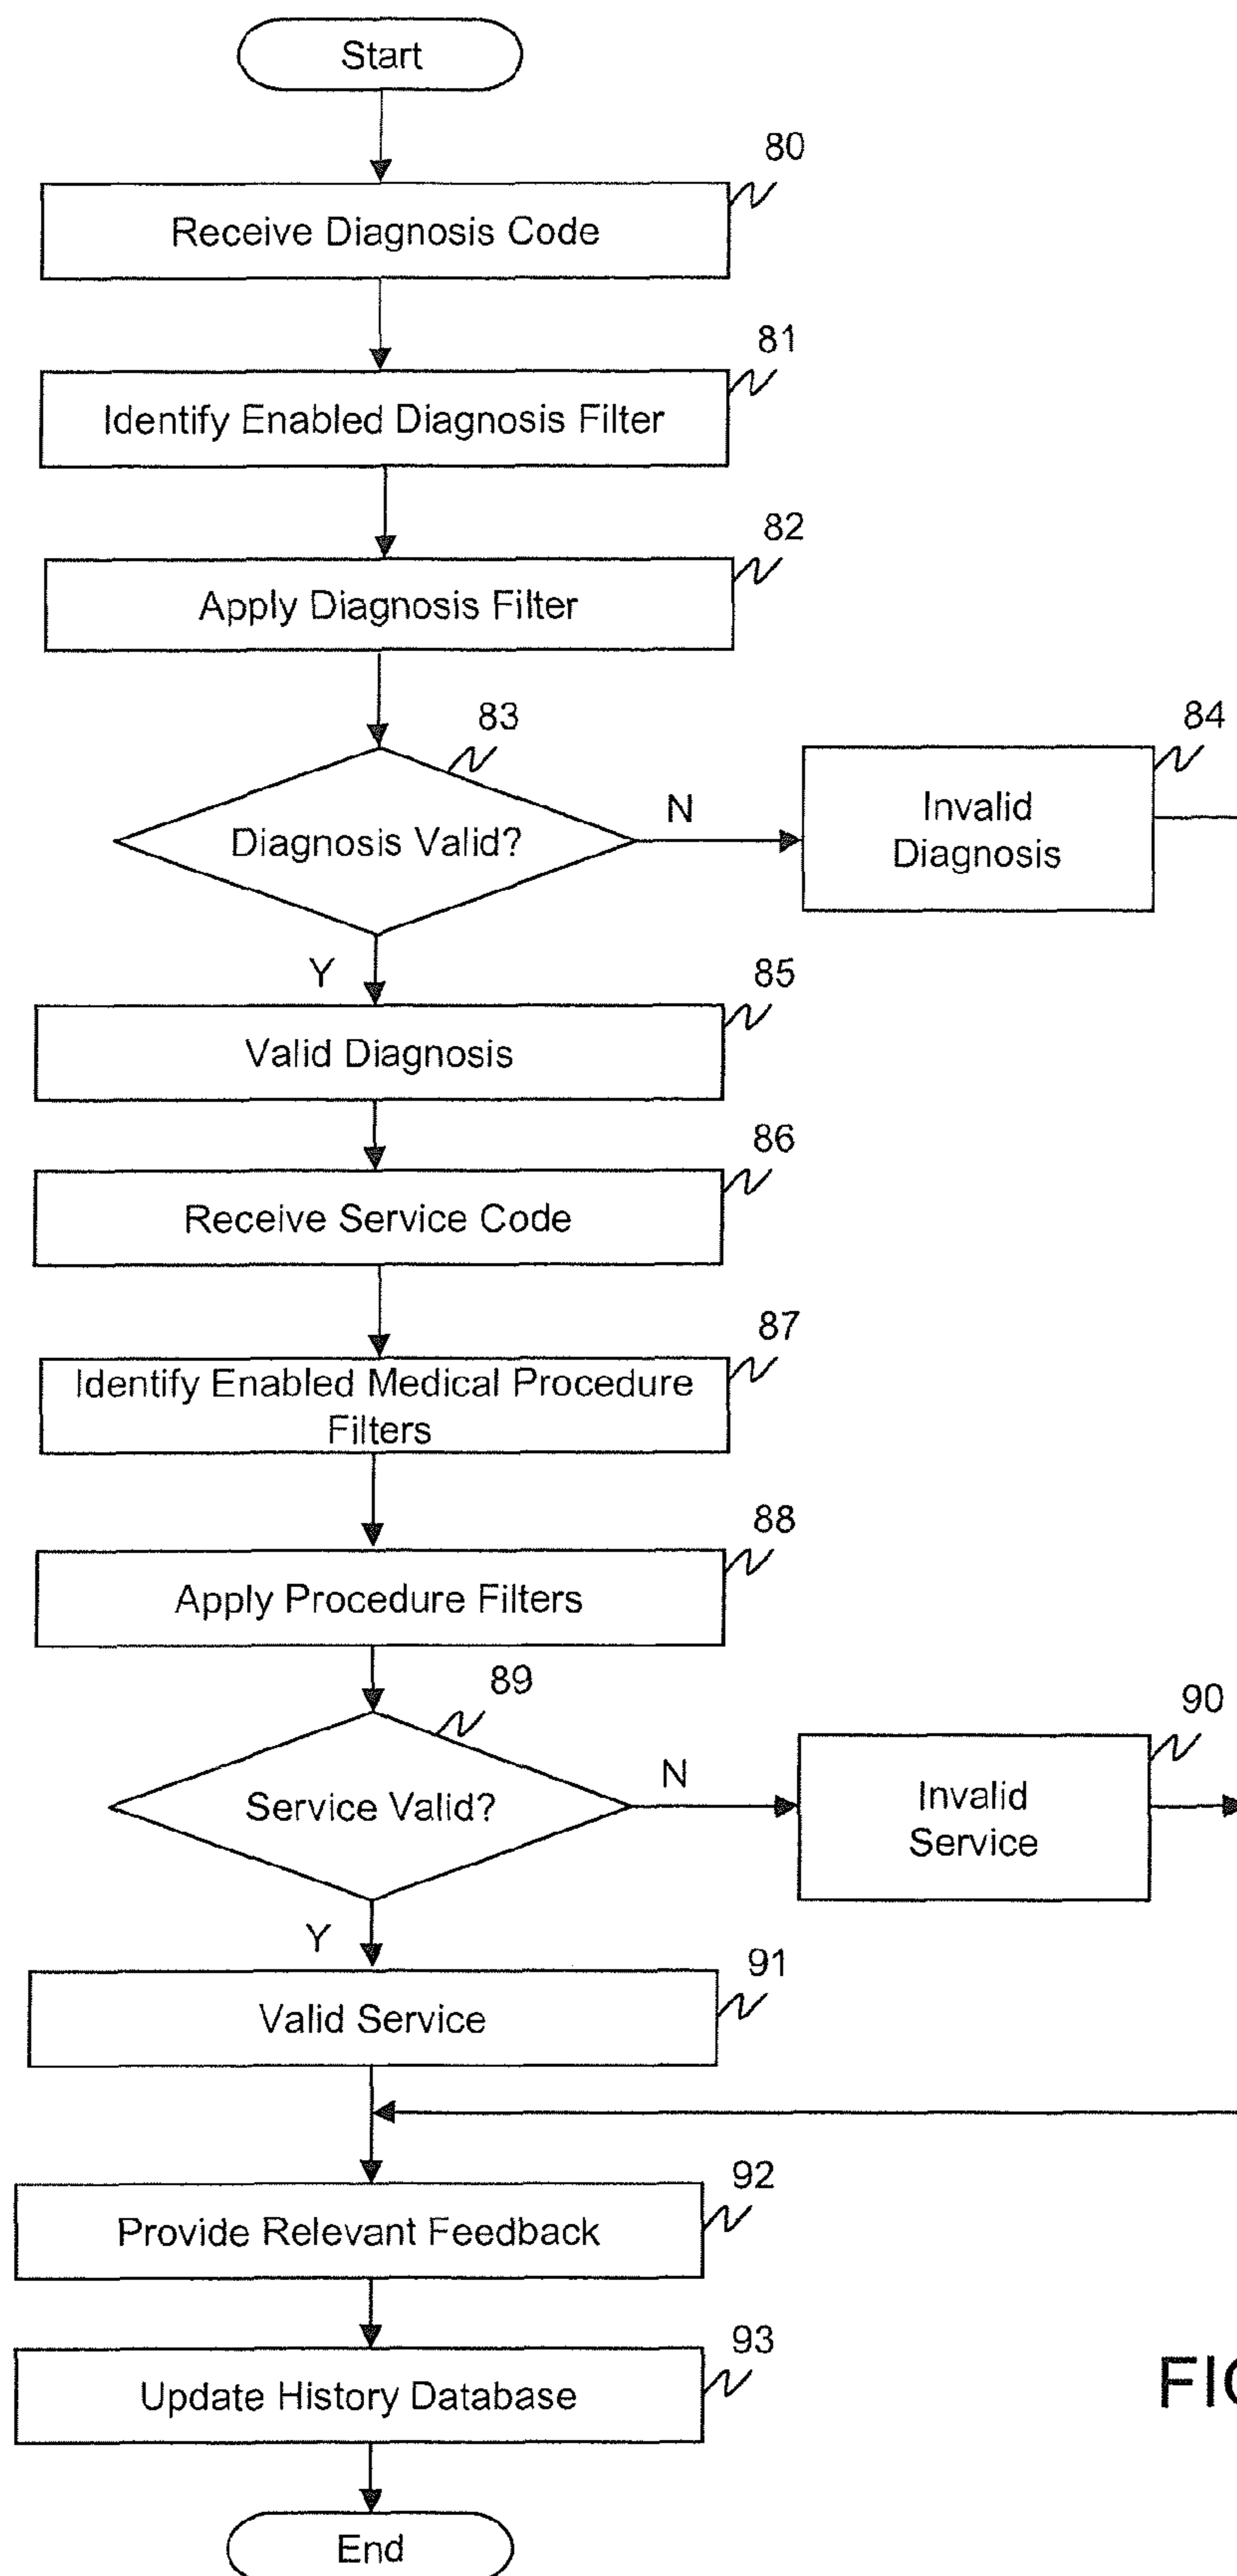 Start
80
Receive Diagnosis Code
81
Identify Enabled Diagnosis Filter
82
Apply Diagnosis Filter
83
84
Diagnosis Valid?
N
Invalid
Diagnosis
Y
85
Valid Diagnosis
86
Receive Service Code
87
Identify Enabled Medical Procedure
Filters
88
Apply Procedure Filters
89
90
Service Valid?
N
Invalid
Service
Y
91
Valid Service
92
Provide Relevant Feedback
93
Update History Database
End